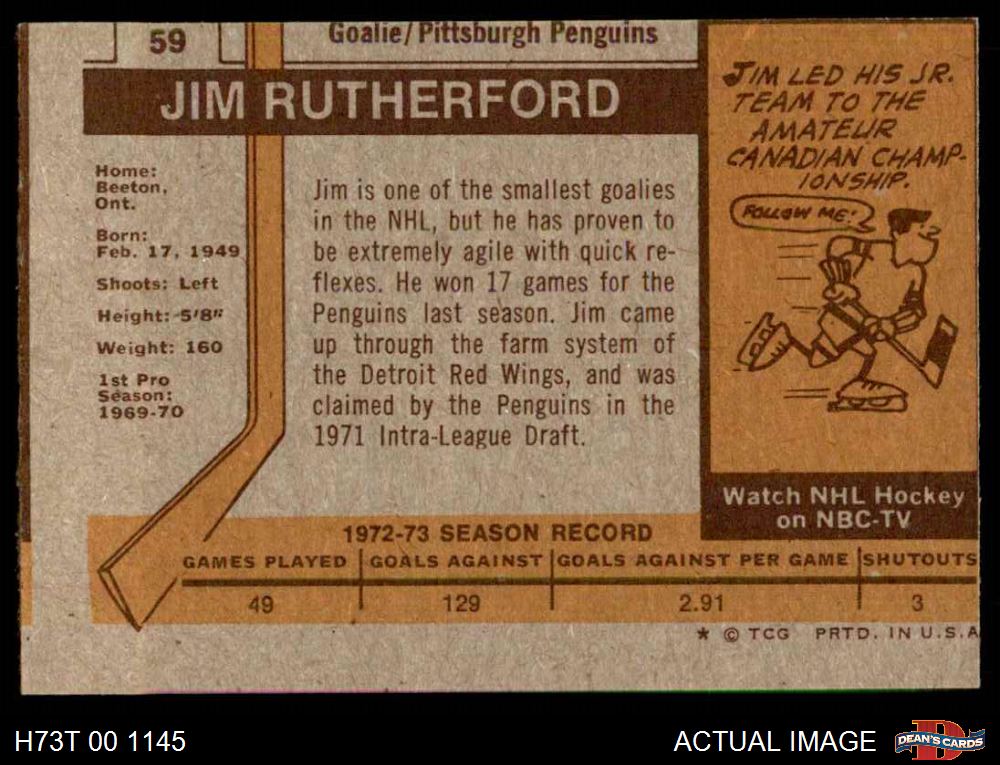 59
Goalie/Pittsburgh Penguins
JIM RUTHERFORD
Home:
Beeton,
Ont.
Born:
Feb. 17, 1949
Shoots: Left
Height: 5'8"
Weight: 160
1st Pro
Season:
1969-70
Jim is one of the smallest goalies
in the NHL, but he has proven to
be extremely agile with quick re-
flexes. He won 17 games for the
Penguins last season. Jim came
up through the farm system of
the Detroit Red Wings, and was
claimed by the Penguins in the
1971 Intra-League Draft.
JIM LED HIS JR.
TEAM TO THE
AMATEUR
CANADIAN CHAMP-
IONSHIP.
FOLLOW ME!
Watch NHL Hockey
on NBC-TV
1972-73 SEASON RECORD
GAMES PLAYED GOALS AGAINST GOALS AGAINST PER GAME SHUTOUTS
49 129 2.91 3
★ © TCG PRTD. IN U.S.A
H73T 00 1145
ACTUAL IMAGE
DEAN'S CARDS